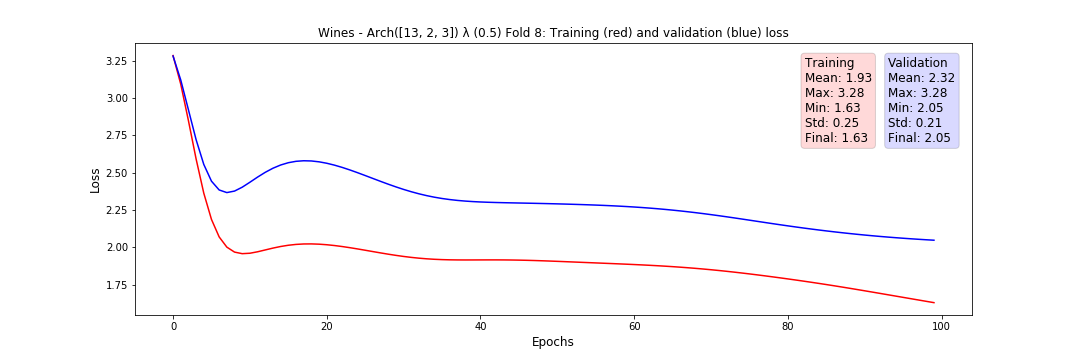 Wines - Arch([13, 2, 3]) λ (0.5) Fold 8: Training (red) and validation (blue) loss
Training
Mean: 1.93
Max: 3.28
Min: 1.63
Std: 0.25
Final: 1.63
Validation
Mean: 2.32
Max: 3.28
Min: 2.05
Std: 0.21
Final: 2.05
Loss
3.25
3.00
2.75
2.50
2.25
2.00
1.75
0
20
40
60
80
100
Epochs